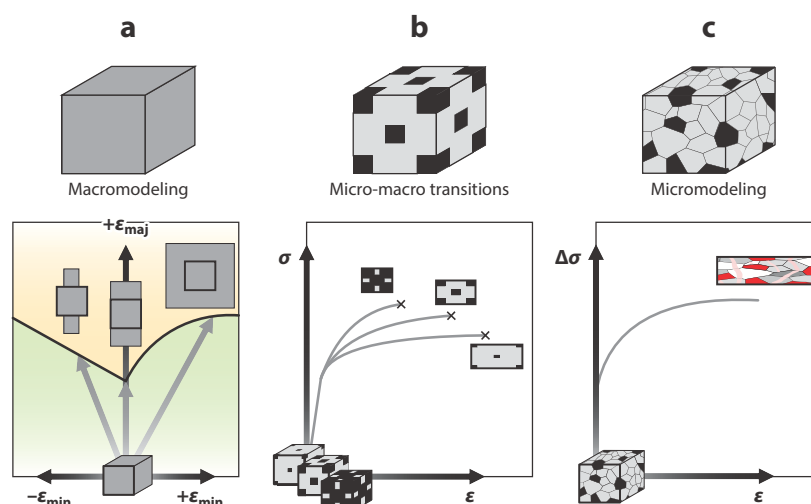 a
b
c
Macromodeling
Micro-macro transitions
Micromodeling
+εmaj
−εmin
+εmin
σ
ε
Δσ
ε